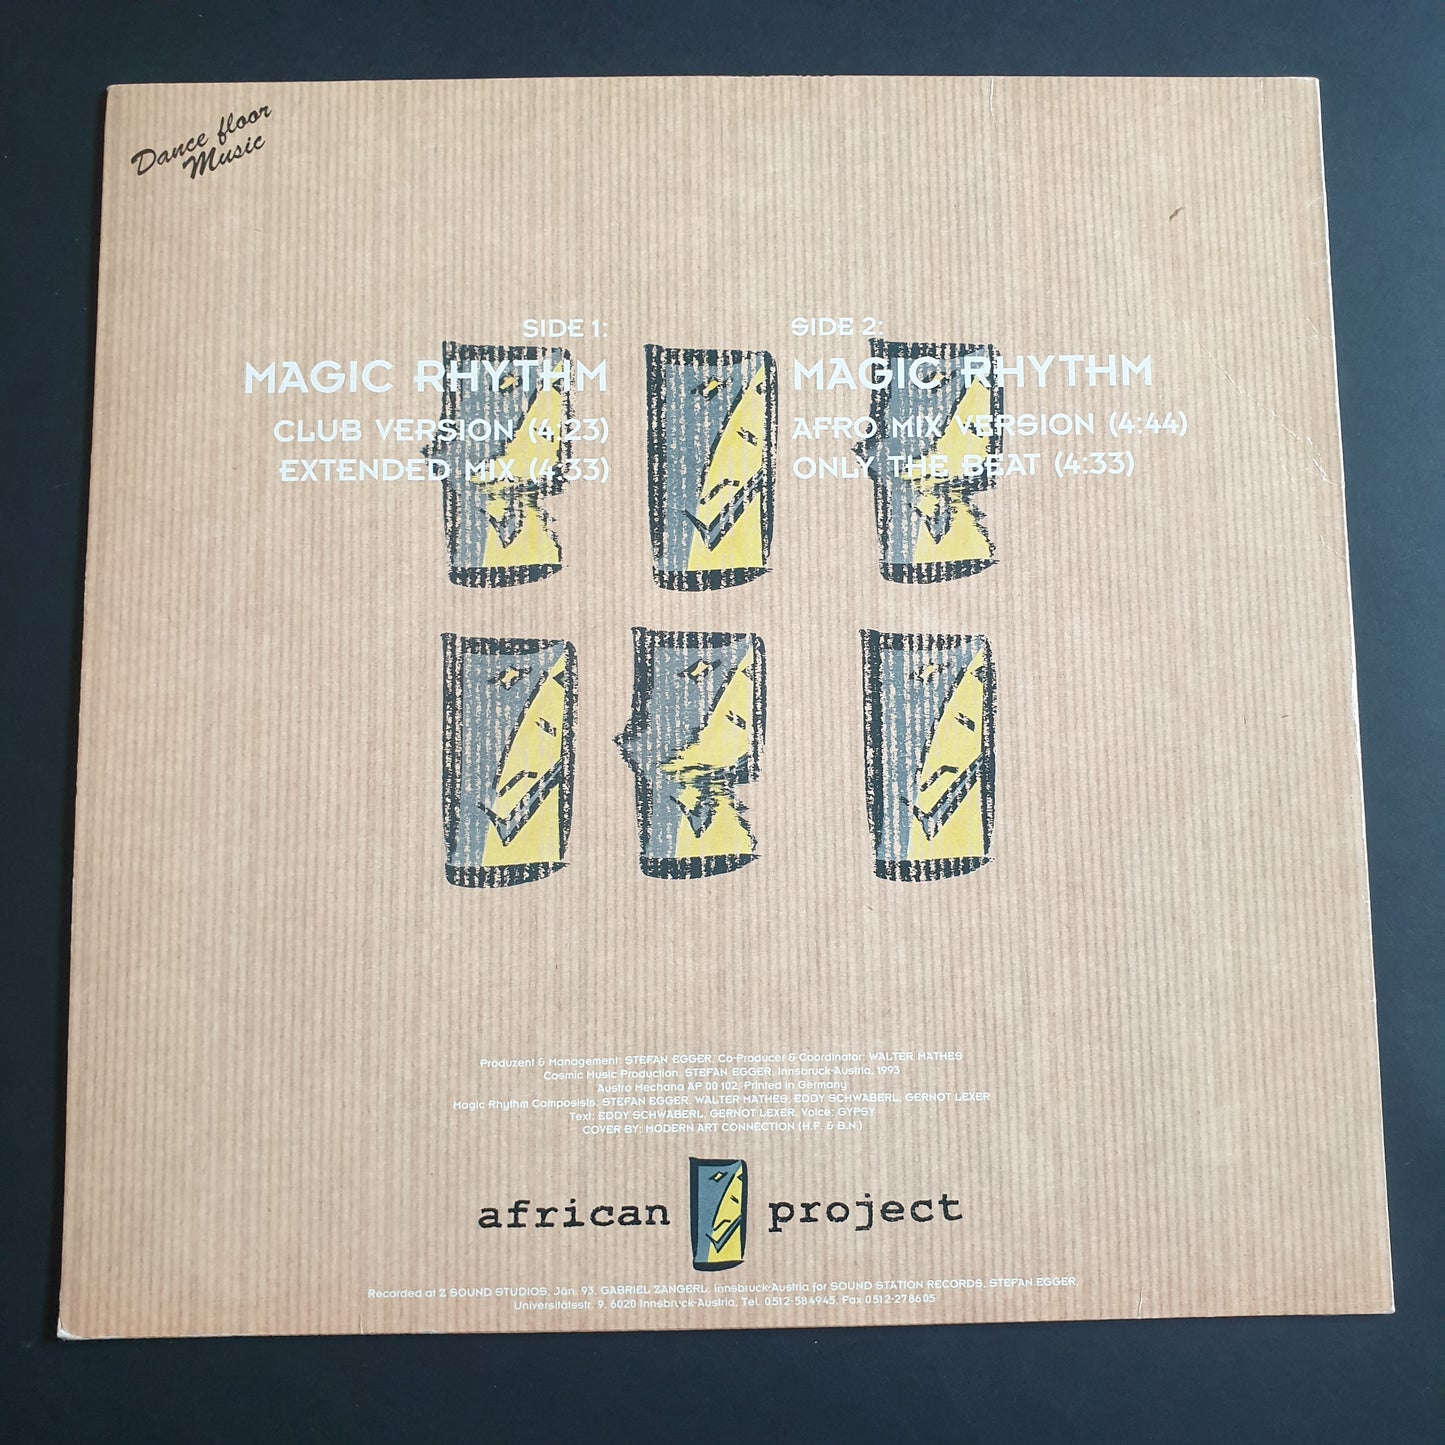 Dance floor
Music
SIDE 1:
MAGIC RHYTHM
CLUB VERSION (4:23)
EXTENDED MIX (4:33)
SIDE 2:
MAGIC RHYTHM
AFRO MIX VERSION (4:44)
ONLY THE BEAT (4:33)
Produzent & Management: STEFAN EGGER, Co-Producer & Coordinator: WALTER MATHES
Cosmic Music Production, STEFAN EGGER, Innsbruck-Austria, 1993
Austro Mechana AP 00 102, Printed in Germany
Magic Rhythm Composists: STEFAN EGGER, WALTER MATHES, EDDY SCHWABERL, GERNOT LEXER
Text: EDDY SCHWABERL, GERNOT LEXER, Voice: GYPSY
COVER BY: MODERN ART CONNECTION (H.F. & B.N.)
african project
Recorded at Z SOUND STUDIOS, Jän. 93, GABRIEL ZANGERL, Innsbruck-Austria for SOUND STATION RECORDS, STEFAN EGGER,
Universitätsstr. 9, 6020 Innsbruck-Austria, Tel. 0512-584945, Fax 0512-278605